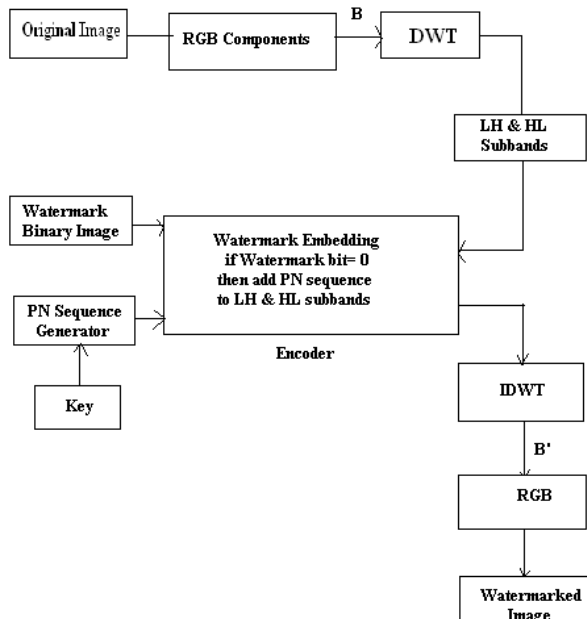 Original Image
RGB Components
B
DWT
LH & HL
Subbands
Watermark
Binary Image
Watermark Embedding
if Watermark bit= 0
then add PN sequence
to LH & HL subbands
PN Sequence
Generator
Encoder
Key
IDWT
B'
RGB
Watermarked
Image